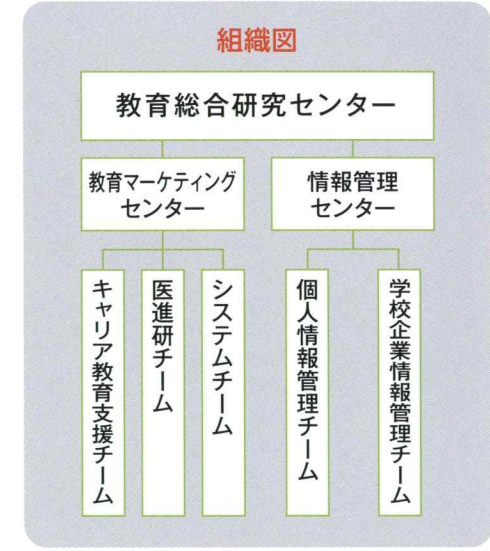 組織図
教育総合研究センター
教育マーケティング
センター
情報管理
センター
キャリア教育支援チーム
医進研チーム
システムチーム
個人情報管理チーム
学校企業情報管理チーム